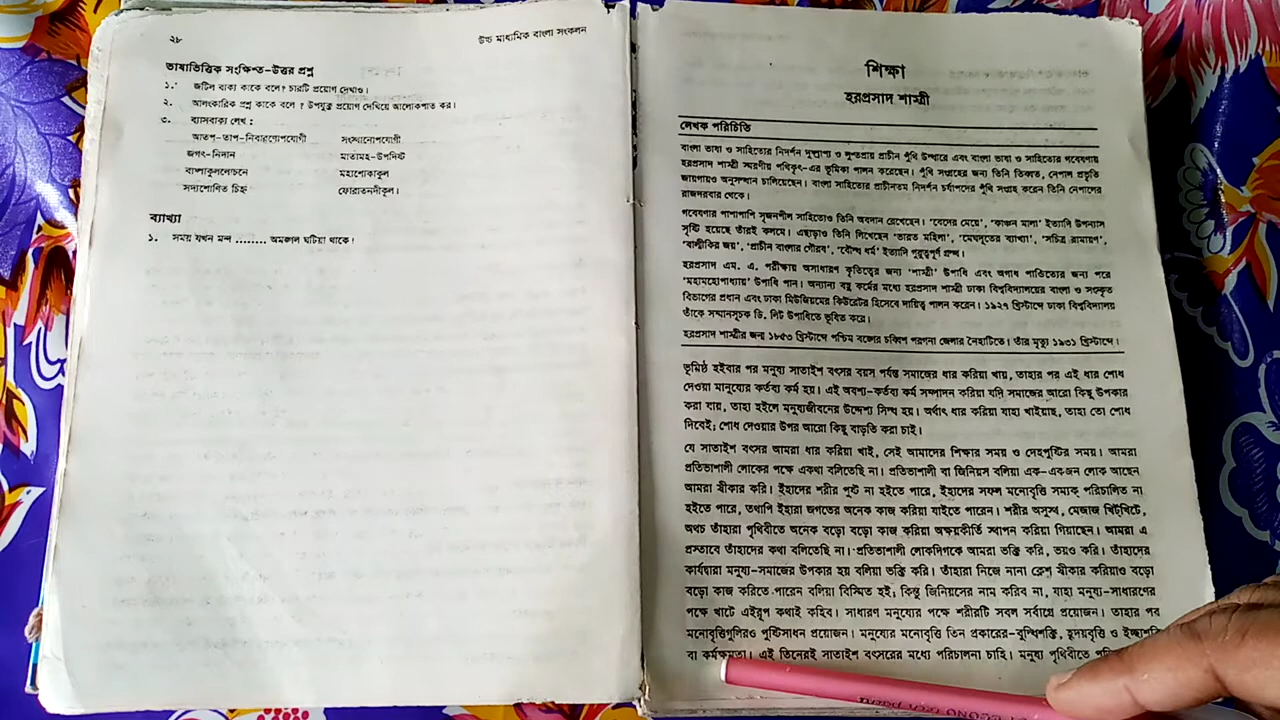 ২৮
উচ্চ মাধ্যমিক বাংলা সংকলন
ভাষাভিত্তিক সংক্ষিপ্ত-উত্তর প্রশ্ন
১. জটিল বাক্য কাকে বলে? চারটি প্রয়োগ দেখাও।
২. আলংকারিক প্রশ্ন কাকে বলে ? উপযুক্ত প্রয়োগ দেখিয়ে আলোকপাত কর।
৩. ব্যাসবাক্য লেখ :
আতপ-তাপ-নিবারণোপযোগী সংস্থানোপযোগী
জগৎ-নিদান মাতামহ-উপদিষ্ট
বাষ্পাকুললোচনে মহাশোকাকুল
সদ্যশোণিত চিহ্ন ফোরাতনদীকূল।
ব্যাখ্যা
১. সময় যখন মন্দ ........ অমঙ্গল ঘটিয়া থাকে।
শিক্ষা
হরপ্রসাদ শাস্ত্রী
লেখক পরিচিতি
বাংলা ভাষা ও সাহিত্যের নিদর্শন দুষ্প্রাপ্য ও লুপ্তপ্রায় প্রাচীন পুঁথি উদ্ধারে এবং বাংলা ভাষা ও সাহিত্যের গবেষণায়
হরপ্রসাদ শাস্ত্রী স্মরণীয় পথিকৃৎ-এর ভূমিকা পালন করেছেন। পুঁথি সংগ্রহের জন্য তিনি তিব্বত, নেপাল প্রভৃতি
জায়গায়ও অনুসন্ধান চালিয়েছেন। বাংলা সাহিত্যের প্রাচীনতম নিদর্শন চর্যাপদের পুঁথি সংগ্রহ করেন তিনি নেপালের
রাজদরবার থেকে।
গবেষণার পাশাপাশি সৃজনশীল সাহিত্যেও তিনি অবদান রেখেছেন। ‘বেনের মেয়ে’, ‘কাঞ্চন মালা’ ইত্যাদি উপন্যাস
সৃষ্টি হয়েছে তাঁরই কলমে। এছাড়াও তিনি লিখেছেন ‘ভারত মহিলা’, ‘মেঘদূতের ব্যাখ্যা’, ‘সচিত্র রামায়ণ’,
‘বাল্মীকির জয়’, ‘প্রাচীন বাংলার গৌরব’, ‘বৌদ্ধ ধর্ম’ ইত্যাদি গুরুত্বপূর্ণ গ্রন্থ।
হরপ্রসাদ এম. এ. পরীক্ষায় অসাধারণ কৃতিত্বের জন্য ‘শাস্ত্রী’ উপাধি এবং অগাধ পাণ্ডিত্যের জন্য পরে
‘মহামহোপাধ্যায়’ উপাধি পান। অন্যান্য বহু কর্মের মধ্যে হরপ্রসাদ শাস্ত্রী ঢাকা বিশ্ববিদ্যালয়ের বাংলা ও সংস্কৃত
বিভাগের প্রধান এবং ঢাকা মিউজিয়মের কিউরেটর হিসেবে দায়িত্ব পালন করেন। ১৯২৭ খ্রিস্টাব্দে ঢাকা বিশ্ববিদ্যালয়
তাঁকে সম্মানসূচক ডি. লিট উপাধিতে ভূষিত করে।
হরপ্রসাদ শাস্ত্রীর জন্ম ১৮৫৩ খ্রিস্টাব্দে পশ্চিম বঙ্গের চব্বিশ পরগনা জেলার নৈহাটিতে। তাঁর মৃত্যু ১৯৩১ খ্রিস্টাব্দে।
ভূমিষ্ঠ হইবার পর মনুষ্য সাতাইশ বৎসর বয়স পর্যন্ত সমাজের ধার করিয়া খায়, তাহার পর এই ধার শোধ
দেওয়া মানুষ্যের কর্তব্য কর্ম হয়। এই অবশ্য-কর্তব্য কর্ম সম্পাদন করিয়া যদি সমাজের আরো কিছু উপকার
করা যায়, তাহা হইলে মনুষ্যজীবনের উদ্দেশ্য সিদ্ধ হয়। অর্থাৎ ধার করিয়া যাহা খাইয়াছ, তাহা তো শোধ
দিবেই; শোধ দেওয়ার উপর আরো কিছু বাড়তি করা চাই।
যে সাতাইশ বৎসর আমরা ধার করিয়া খাই, সেই আমাদের শিক্ষার সময় ও দেহপুষ্টির সময়। আমরা
প্রতিভাশালী লোকের পক্ষে একথা বলিতেছি না। প্রতিভাশালী বা জিনিয়স বলিয়া এক-একজন লোক আছেন
আমরা স্বীকার করি। ইহাদের শরীর পুষ্ট না হইতে পারে, ইহাদের সকল মনোবৃত্তি সম্যক্ পরিচালিত না
হইতে পারে, তথাপি ইহারা জগতের অনেক কাজ করিয়া যাইতে পারেন। শরীর অসুস্থ, মেজাজ খিট্খিটে,
অথচ তাঁহারা পৃথিবীতে অনেক বড়ো বড়ো কাজ করিয়া অক্ষয়কীর্তি স্থাপন করিয়া গিয়াছেন। আমরা এ
প্রস্তাবে তাঁহাদের কথা বলিতেছি না। প্রতিভাশালী লোকদিগকে আমরা ভক্তি করি, ভয়ও করি। তাঁহাদের
কার্যদ্বারা মনুষ্য-সমাজের উপকার হয় বলিয়া ভক্তি করি। তাঁহারা নিজে নানা ক্লেশ স্বীকার করিয়াও বড়ো
বড়ো কাজ করিতে পারেন বলিয়া বিস্মিত হই; কিন্তু জিনিয়সের নাম করিব না, যাহা মনুষ্য-সাধারণের
পক্ষে খাটে এইরূপ কথাই কহিব। সাধারণ মনুষ্যের পক্ষে শরীরটি সবল সর্বাগ্রে প্রয়োজন। তাহার পর
মনোবৃত্তিগুলিরও পুষ্টিসাধন প্রয়োজন। মনুষ্যের মনোবৃত্তি তিন প্রকারের-বুদ্ধিশক্তি, হৃদয়বৃত্তি ও
বা কর্মক্ষমতা। এই তিনেরই সাতাইশ বৎসরের মধ্যে পরিচালনা চাহি। মনুষ্য পৃথিবীতে